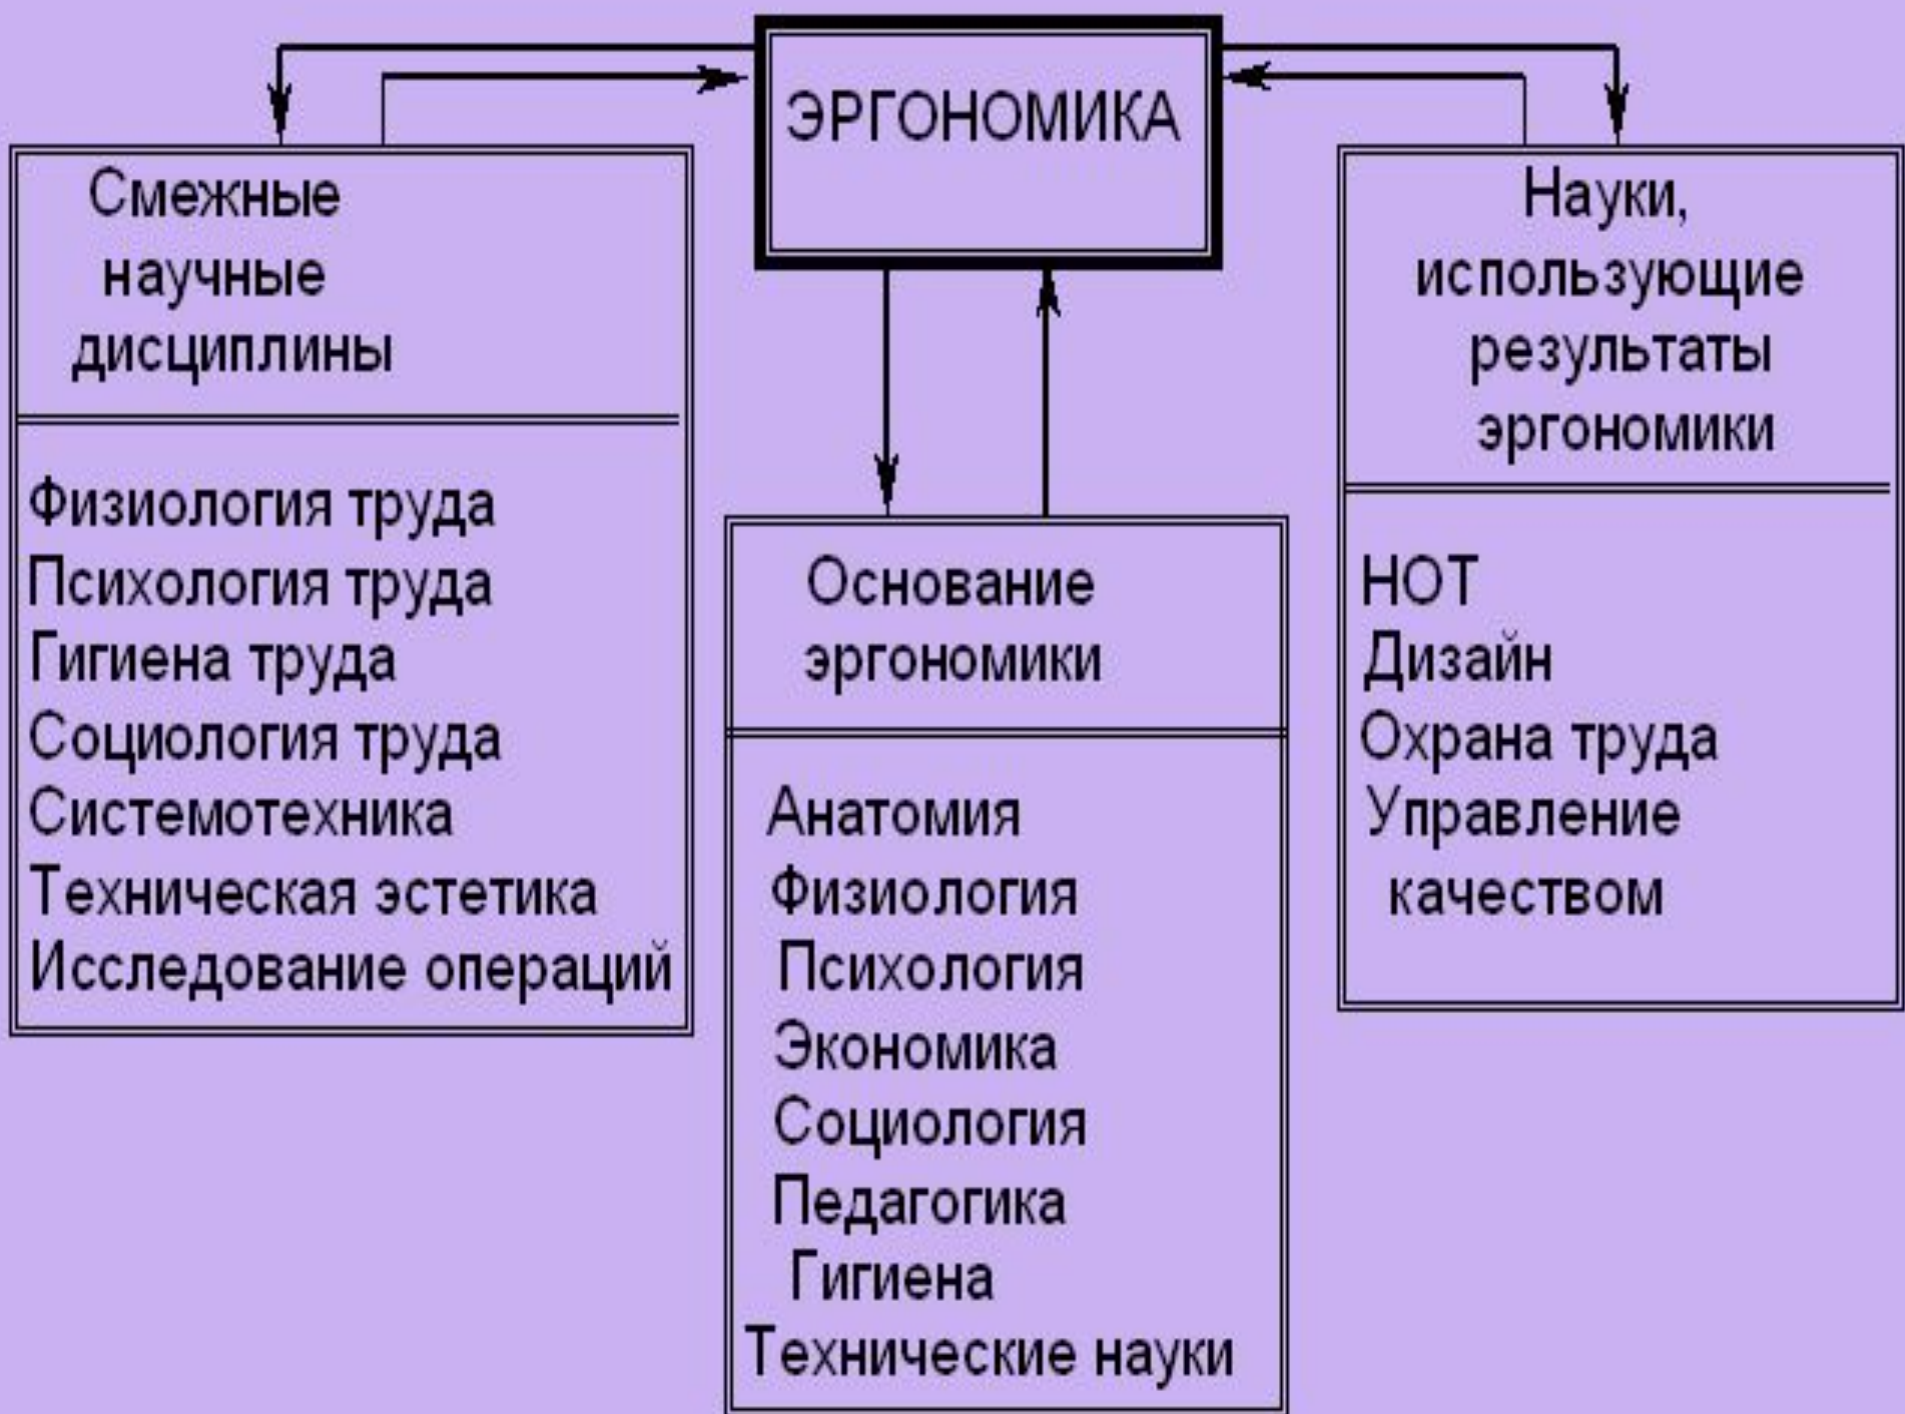 ЭРГОНОМИКА
Смежные
научные
дисциплины
Физиология труда
Психология труда
Гигиена труда
Социология труда
Системотехника
Техническая эстетика
Исследование операций
Основание
эргономики
Анатомия
Физиология
Психология
Экономика
Социология
Педагогика
Гигиена
Технические науки
Науки,
использующие
результаты
эргономики
НОТ
Дизайн
Охрана труда
Управление
качеством